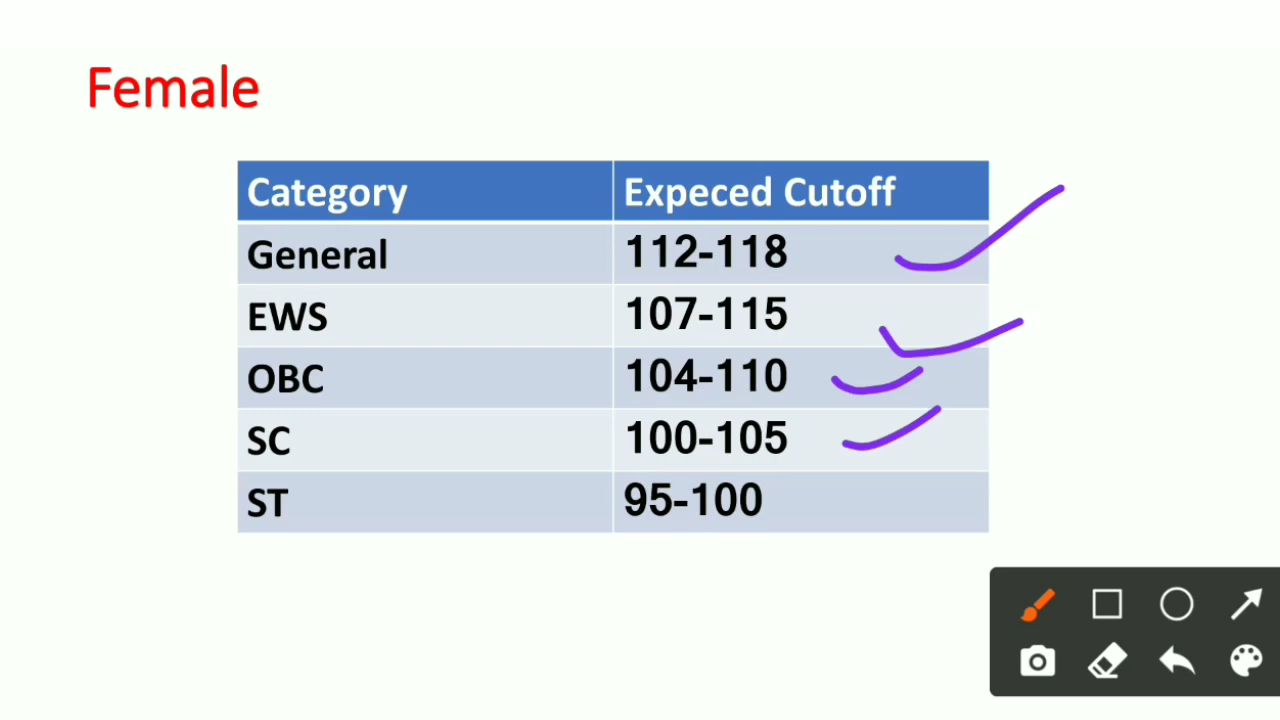 Female
Category Expeced Cutoff
General 112-118
EWS 107-115
OBC 104-110
SC 100-105
ST 95-100